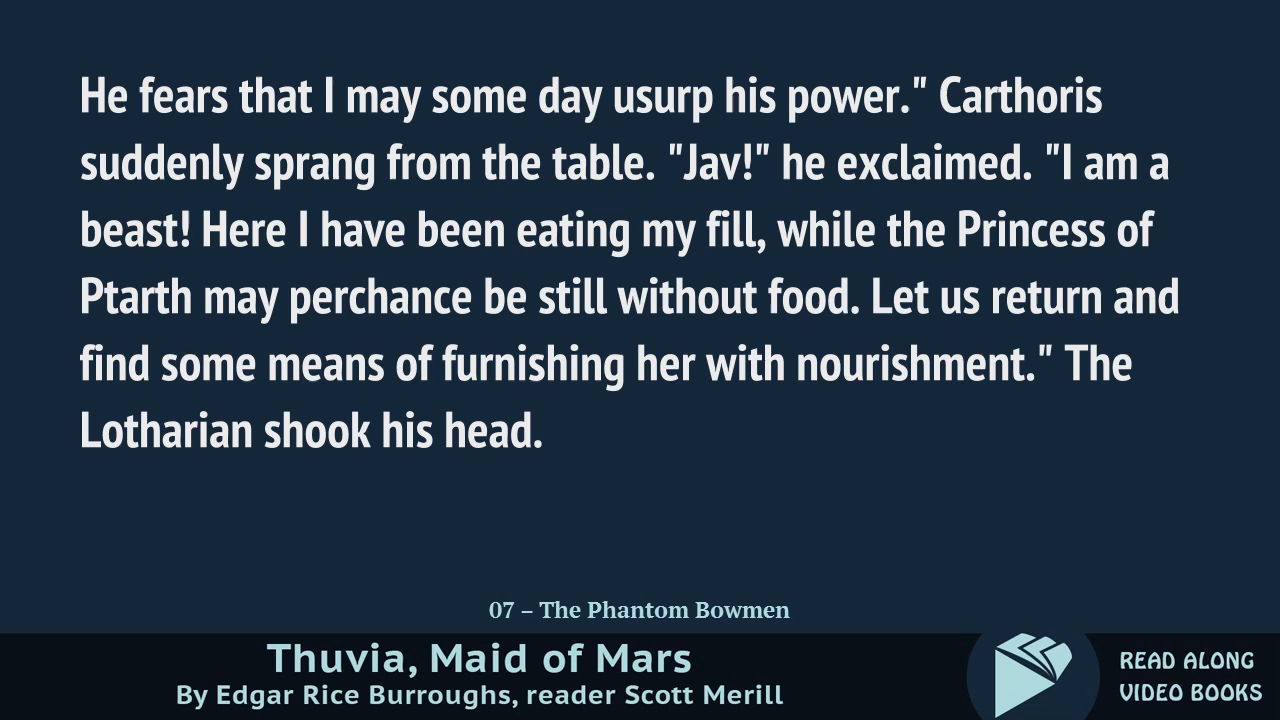 He fears that I may some day usurp his power." Carthoris
suddenly sprang from the table. "Jav!" he exclaimed. "I am a
beast! Here I have been eating my fill, while the Princess of
Ptarth may perchance be still without food. Let us return and
find some means of furnishing her with nourishment." The
Lotharian shook his head.
07 – The Phantom Bowmen
Thuvia, Maid of Mars
By Edgar Rice Burroughs, reader Scott Merill
READ ALONG
VIDEO BOOKS